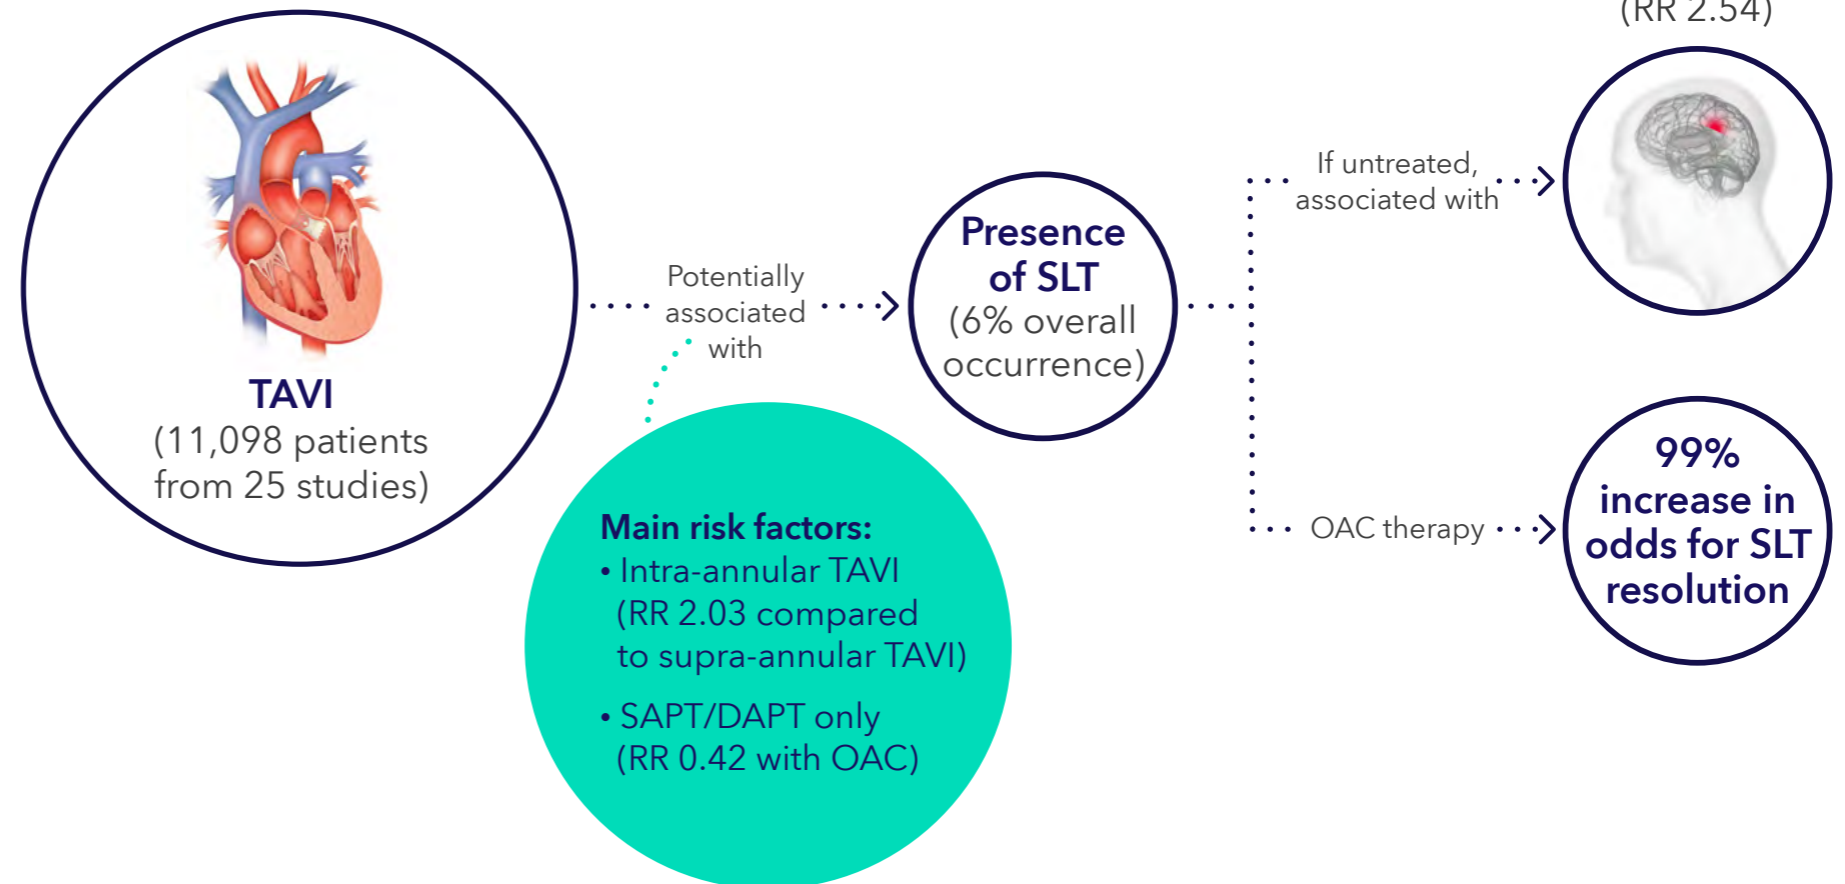 (RR 2.54)
TAVI
(11,098 patients
from 25 studies)
Potentially
associated
with
Main risk factors:
• Intra-annular TAVI
(RR 2.03 compared
to supra-annular TAVI)
• SAPT/DAPT only
(RR 0.42 with OAC)
Presence
of SLT
(6% overall
occurrence)
If untreated,
associated with
OAC therapy
99%
increase in
odds for SLT
resolution